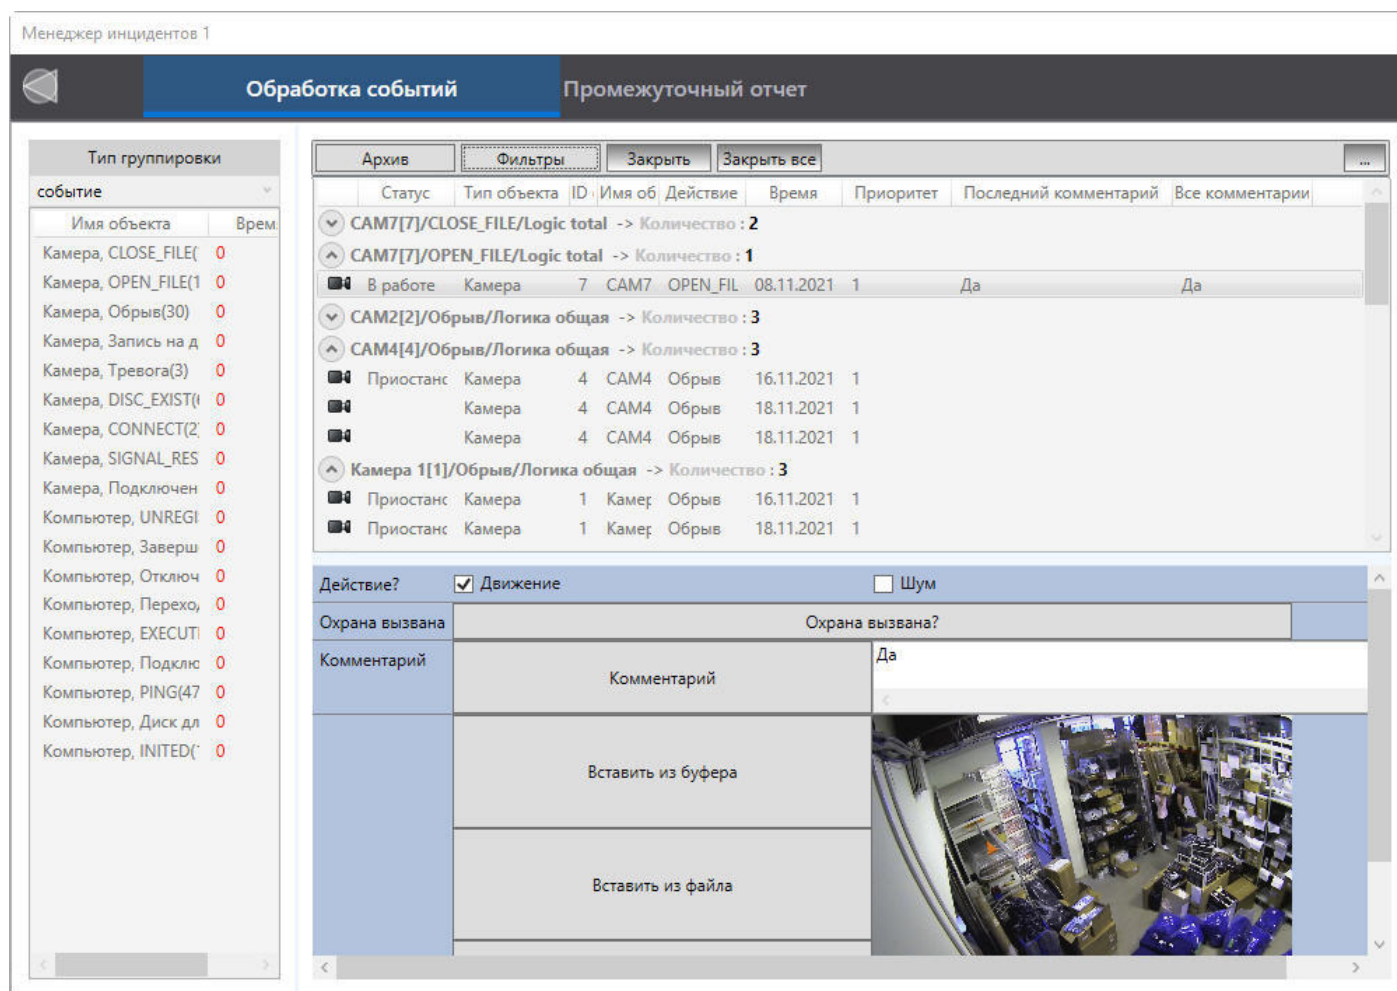 Менеджер инцидентов 1
Обработка событий Промежуточный отчет
Тип группировки
событие
Имя объекта Врем
Камера, CLOSE_FILE(
Камера, OPEN_FILE(1 0
Камера, Обрыв(30) 0
Камера, Запись на д 0
Камера, Тревога(3) 0
Камера, DISC_EXIST( 0
Камера, CONNECT(2 0
Камера, SIGNAL_RES 0
Камера, Подключен 0
Компьютер, UNREGI 0
Компьютер, Заверш 0
Компьютер, Отключ 0
Компьютер, Перехо 0
Компьютер, EXECUTI 0
Компьютер, Подклю 0
Компьютер, PING(47 0
Компьютер, Диск дл 0
Компьютер, INITED( 0
Архив Фильтры Закрыть Закрыть все ...
Статус Тип объекта ID Имя об Действие Время Приоритет Последний комментарий Все комментарии
CAM7[7]/CLOSE_FILE/Logic total -> Количество : 2
CAM7[7]/OPEN_FILE/Logic total -> Количество : 1
В работе Камера 7 CAM7 OPEN_FIL 08.11.2021 1 Да Да
CAM2[2]/Обрыв/Логика общая -> Количество : 3
CAM4[4]/Обрыв/Логика общая -> Количество : 3
Приостанс Камера 4 CAM4 Обрыв 16.11.2021 1
Камера 4 CAM4 Обрыв 18.11.2021 1
Камера 4 CAM4 Обрыв 18.11.2021 1
Камера 1[1]/Обрыв/Логика общая -> Количество : 3
Приостанс Камера 1 Камер Обрыв 16.11.2021 1
Приостанс Камера 1 Камер Обрыв 18.11.2021 1
Действие? Движение Шум
Охрана вызвана Охрана вызвана?
Комментарий Комментарий Да
Вставить из буфера
Вставить из файла